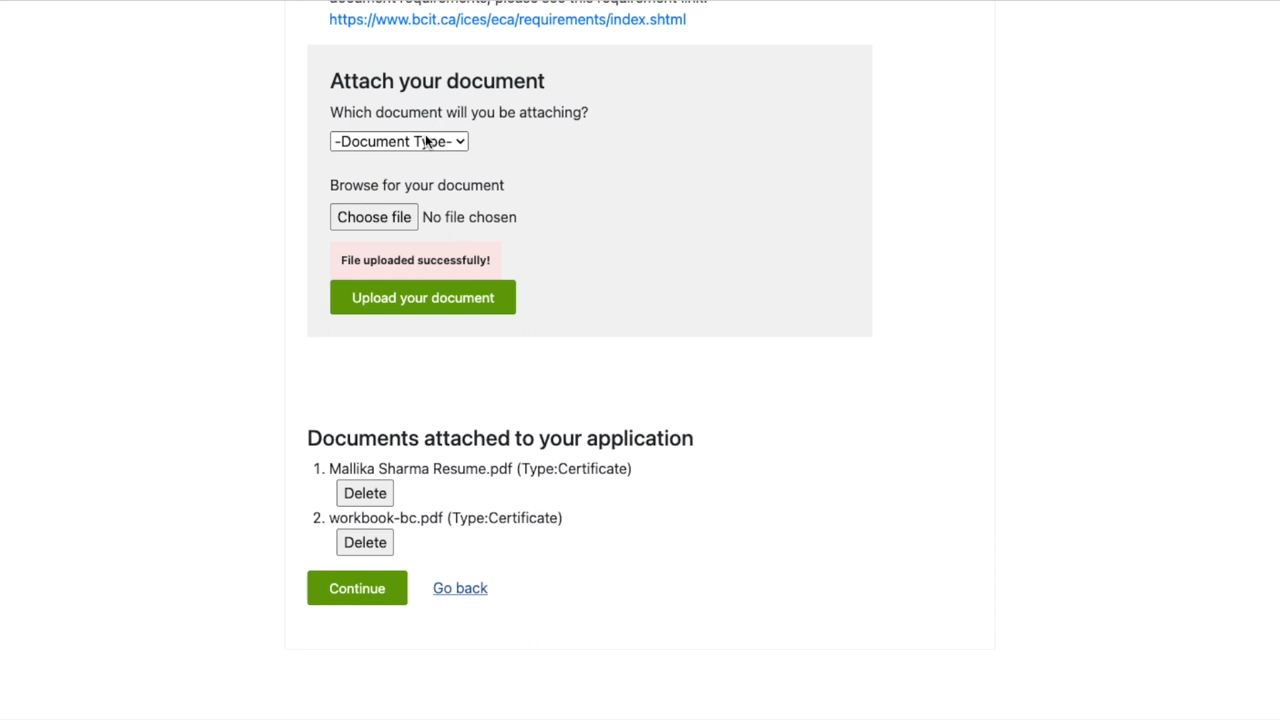 https://www.bcit.ca/ices/eca/requirements/index.shtml
Attach your document
Which document will you be attaching?
-Document Type-
Browse for your document
Choose file No file chosen
File uploaded successfully!
Upload your document
Documents attached to your application
1. Mallika Sharma Resume.pdf (Type:Certificate)
Delete
2. workbook-bc.pdf (Type:Certificate)
Delete
Continue Go back